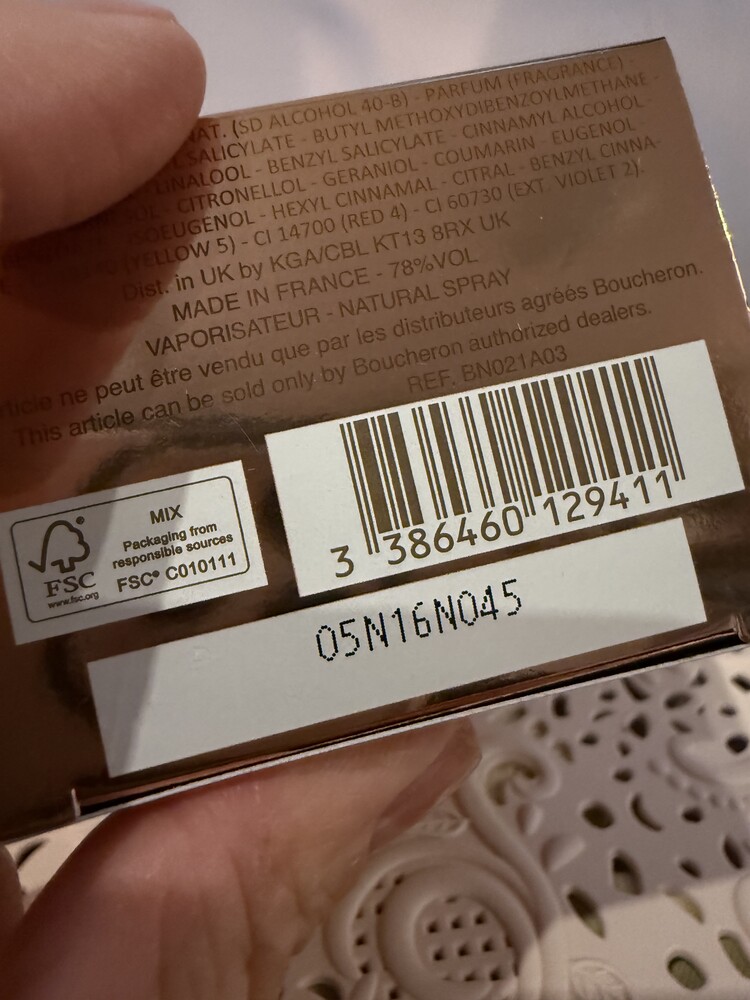 NAT. (SD ALCOHOL 40-B) - PARFUM (FRAGRANCE) -
SALICYLATE - BUTYL METHOXYDIBENZOYLMETHANE -
LINALOOL - BENZYL SALICYLATE - CINNAMYL ALCOHOL -
CITRONELLOL - GERANIOL - COUMARIN - EUGENOL
HEXYL CINNAMAL - CITRAL - BENZYL CINNA-
(YELLOW 5) - CI 14700 (RED 4) - CI 60730 (EXT. VIOLET 2).
Dist. in UK by KGA/CBL KT13 8RX UK
MADE IN FRANCE - 78%VOL
VAPORISATEUR - NATURAL SPRAY
article ne peut être vendu que par les distributeurs agréés Boucheron.
This article can be sold only by Boucheron authorized dealers.
REF. BN021A03
3 386460 129411
MIX
Packaging from
responsible sources
FSC® C010111
FSC
www.fsc.org
05N16N045